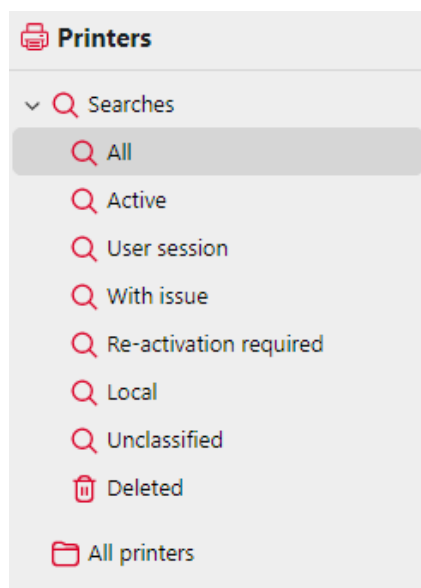 Printers
Searches
All
Active
User session
With issue
Re-activation required
Local
Unclassified
Deleted
All printers